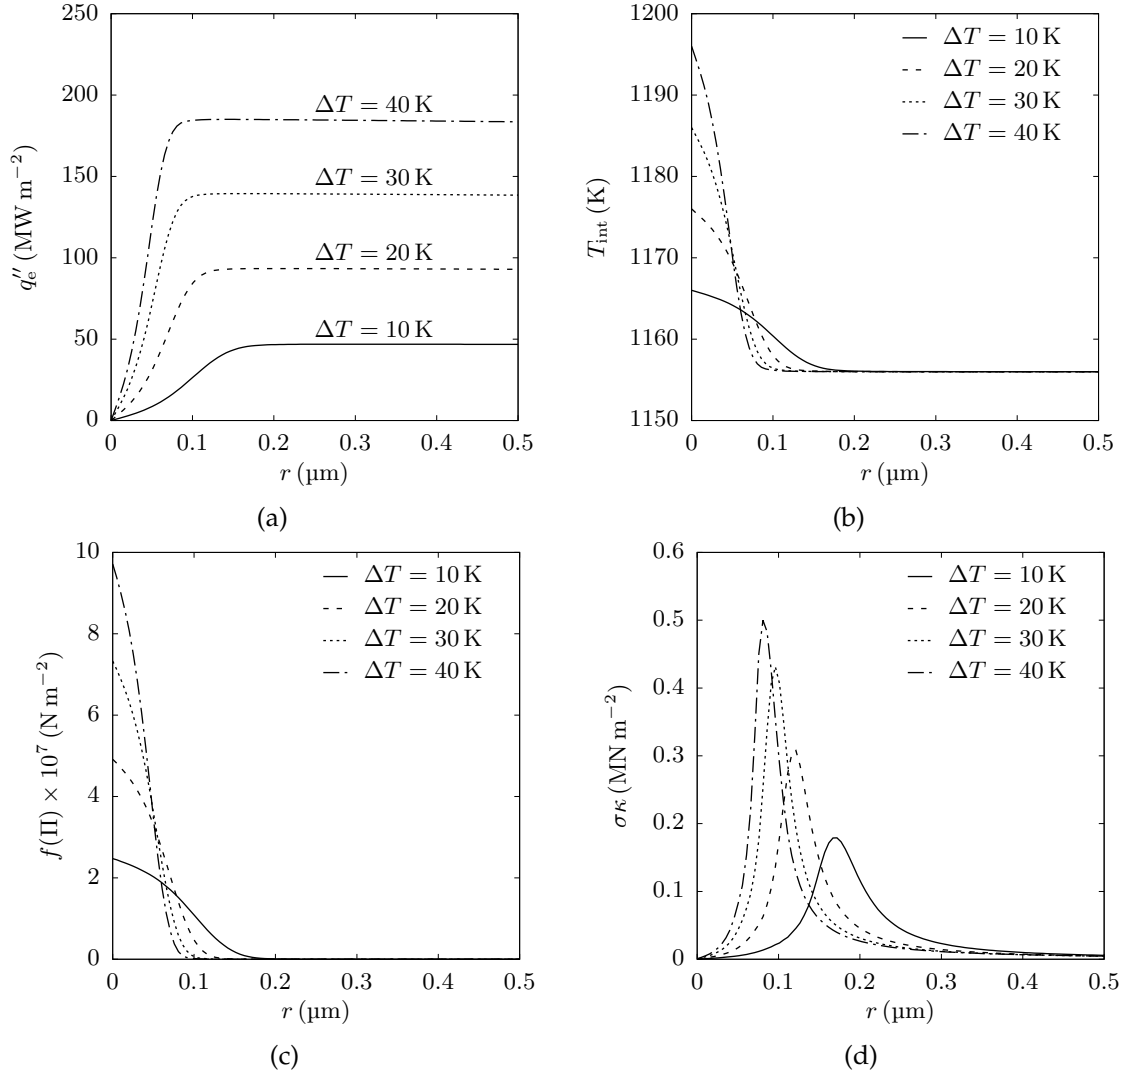 250
200
150
100
50
0
q″e (MW m−2)
ΔT = 40 K
ΔT = 30 K
ΔT = 20 K
ΔT = 10 K
0 0.1 0.2 0.3 0.4 0.5
r (µm)
(a)
1200
1190
1180
1170
1160
1150
Tint (K)
ΔT = 10 K
ΔT = 20 K
ΔT = 30 K
ΔT = 40 K
0 0.1 0.2 0.3 0.4 0.5
r (µm)
(b)
10
8
6
4
2
0
f(Π) × 10^7 (N m−2)
ΔT = 10 K
ΔT = 20 K
ΔT = 30 K
ΔT = 40 K
0 0.1 0.2 0.3 0.4 0.5
r (µm)
(c)
0.6
0.5
0.4
0.3
0.2
0.1
0
σκ (MN m−2)
ΔT = 10 K
ΔT = 20 K
ΔT = 30 K
ΔT = 40 K
0 0.1 0.2 0.3 0.4 0.5
r (µm)
(d)